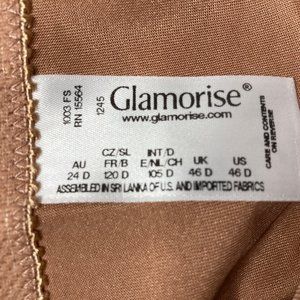 1003 FS
RN 15564
1245
Glamorise®
www.glamorise.com
CARE AND CONTENTS
ON REVERSE
CZ/SL INT/D
AU FR/B E/NL/CH UK US
24 D 120 D 105 D 46 D 46 D
ASSEMBLED IN SRI LANKA OF U.S. AND IMPORTED FABRICS